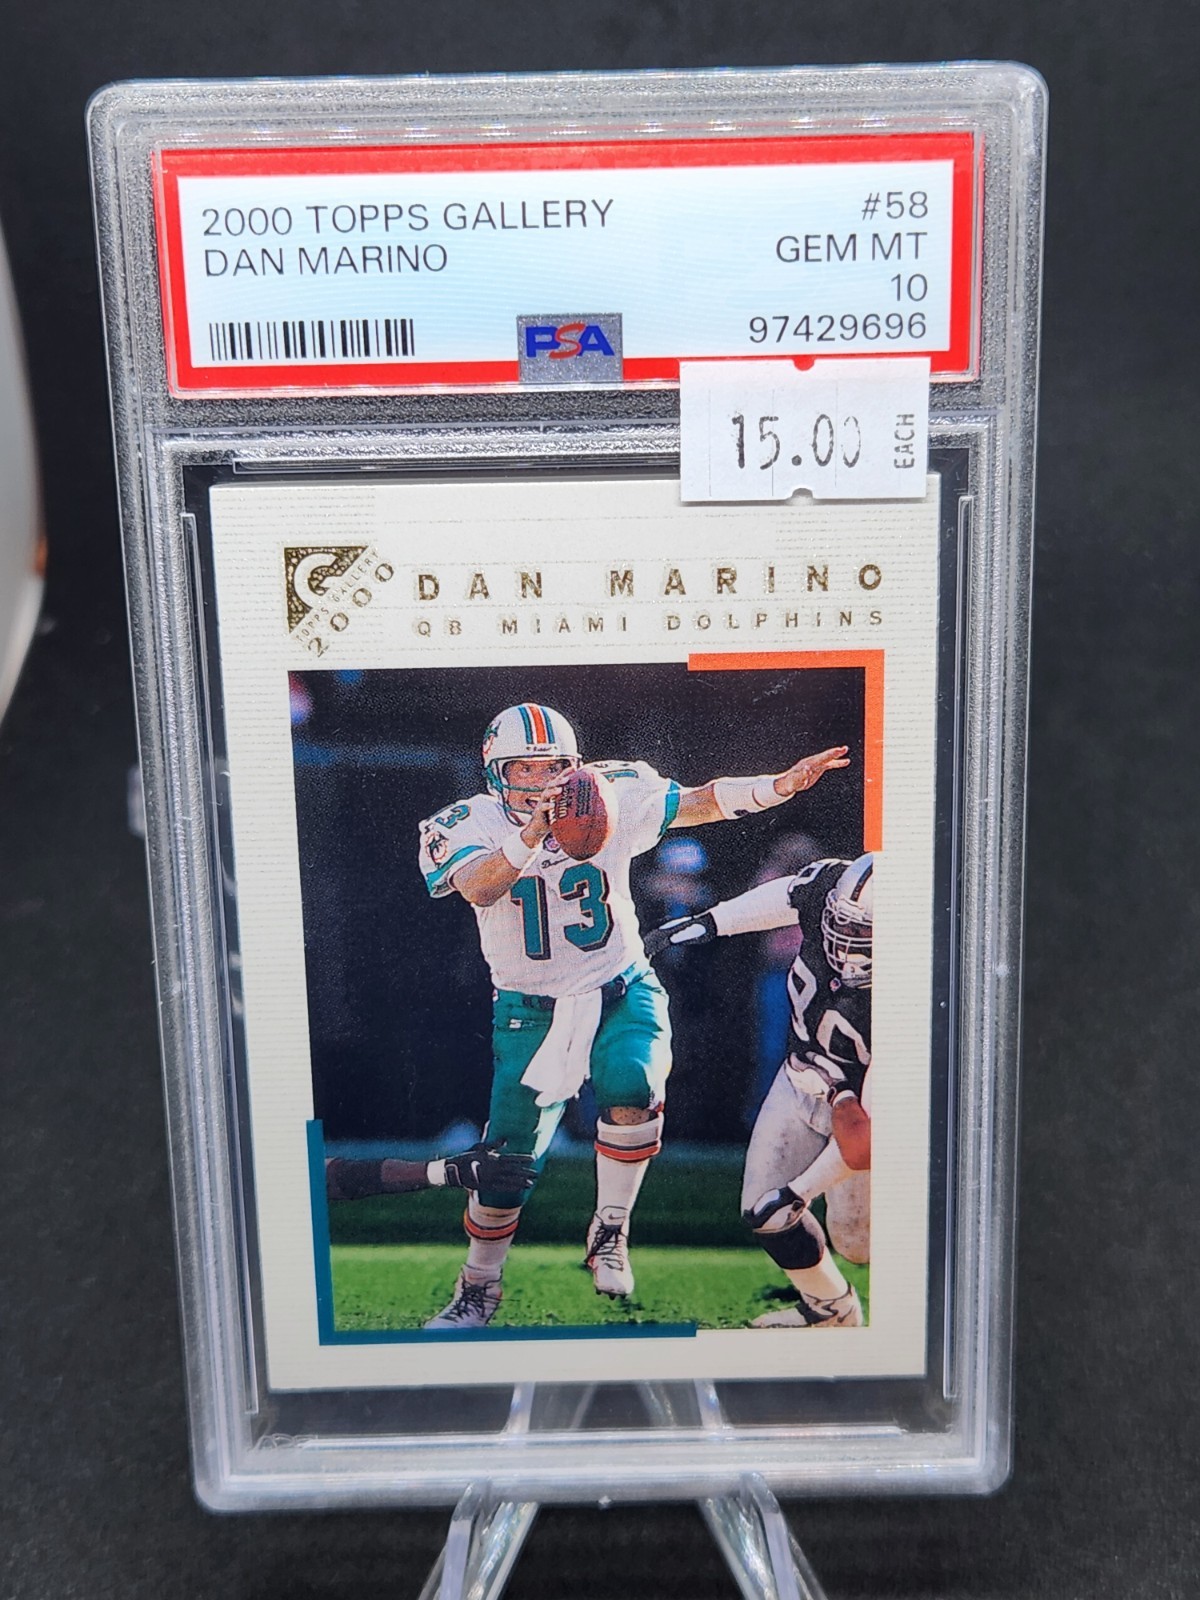 2000 TOPPS GALLERY #58
DAN MARINO GEM MT
10
PSA 97429696
15.00 EACH
TOPPS GALLERY
2000
DAN MARINO
QB MIAMI DOLPHINS
13
13